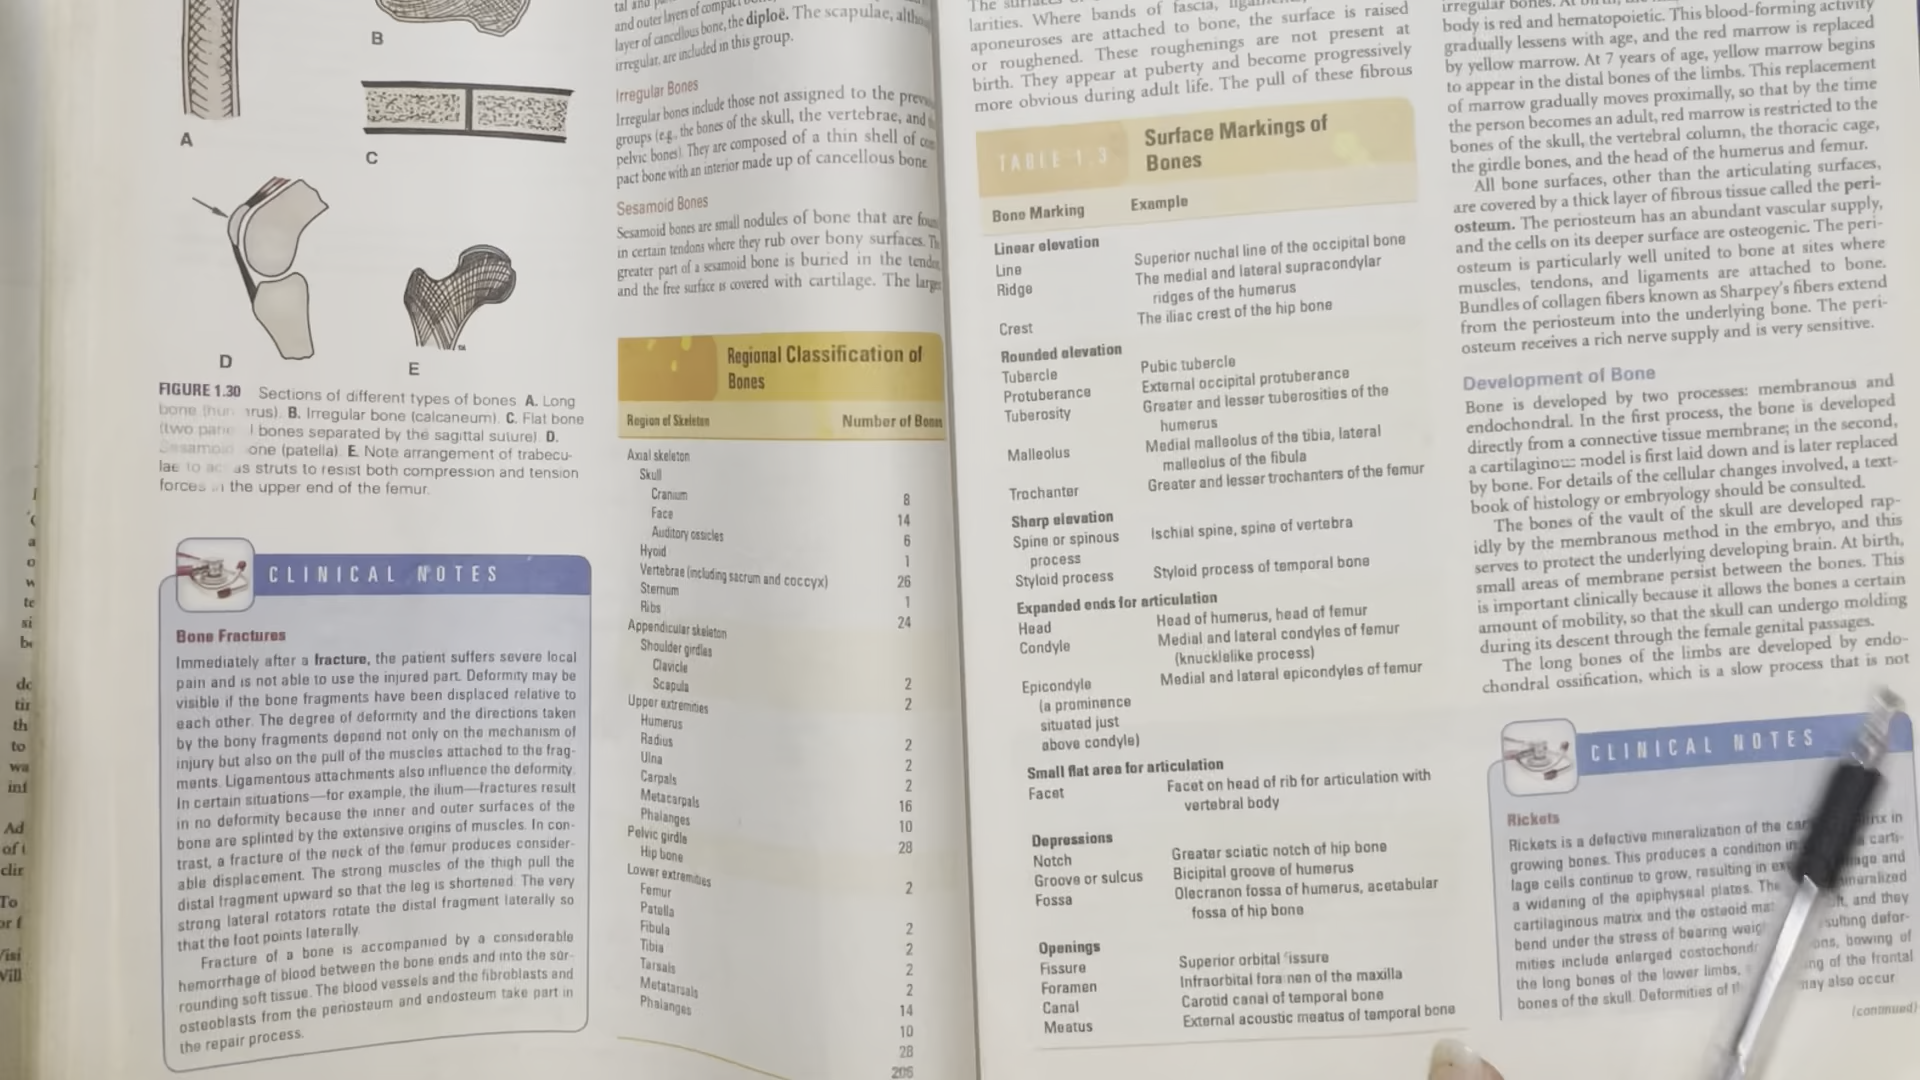 A
B
C
D
E
FIGURE 1.30 Sections of different types of bones. A. Long
bone B. Irregular bone (calcaneum). C. Flat bone
(two bones separated by the sagittal suture). D.
(patella). E. Note arrangement of trabecu-
lae to as struts to resist both compression and tension
forces the upper end of the femur.
CLINICAL NOTES
Bone Fractures
Immediately after a fracture, the patient suffers severe local
pain and is not able to use the injured part. Deformity may be
visible if the bone fragments have been displaced relative to
each other. The degree of deformity and the directions taken
by the bony fragments depend not only on the mechanism of
injury but also on the pull of the muscles attached to the frag-
ments. Ligamentous attachments also influence the deformity.
In certain situations—for example, the ilium—fractures result
in no deformity because the inner and outer surfaces of the
bone are splinted by the extensive origins of muscles. In con-
trast, a fracture of the neck of the femur produces consider-
able displacement. The strong muscles of the thigh pull the
distal fragment upward so that the leg is shortened. The very
strong lateral rotators rotate the distal fragment laterally so
that the foot points laterally.
Fracture of a bone is accompanied by a considerable
hemorrhage of blood between the bone ends and into the sur-
rounding soft tissue. The blood vessels and the fibroblasts and
osteoblasts from the periosteum and endosteum take part in
the repair process.
and outer layers of compact
layer of cancellous bone, the diploë. The scapulae,
irregular, are included in this group.
Irregular Bones
Irregular bones include those not assigned to the
groups (e.g., the bones of the skull, the vertebrae, and
pelvic bones). They are composed of a thin shell of
pact bone with an interior made up of cancellous bone.
Sesamoid Bones
Sesamoid bones are small nodules of bone that are
in certain tendons where they rub over bony surfaces.
greater part of a sesamoid bone is buried in the
and the free surface is covered with cartilage. The
Regional Classification of
Bones
Region of Skeleton Number of Bones
Axial skeleton
Skull
Cranium 8
Face 14
Auditory ossicles 6
Hyoid 1
Vertebrae (including sacrum and coccyx) 26
Sternum 1
Ribs 24
Appendicular skeleton
Shoulder girdles
Clavicle 2
Scapula 2
Upper extremities
Humerus 2
Radius 2
Ulna 2
Carpals 16
Metacarpals 10
Phalanges 28
Pelvic girdle
Hip bone 2
Lower extremities
Femur 2
Patella 2
Fibula 2
Tibia 2
Tarsals 14
Metatarsals 10
Phalanges 28
206
larities. Where bands of fascia,
aponeuroses are attached to bone, the surface is raised
or roughened. These roughenings are not present at
birth. They appear at puberty and become progressively
more obvious during adult life. The pull of these fibrous
TABLE 1.3 Surface Markings of
Bones
Bone Marking Example
Linear elevation
Line Superior nuchal line of the occipital bone
Ridge The medial and lateral supracondylar
ridges of the humerus
Crest The iliac crest of the hip bone
Rounded elevation
Tubercle Pubic tubercle
Protuberance External occipital protuberance
Tuberosity Greater and lesser tuberosities of the
humerus
Malleolus Medial malleolus of the tibia, lateral
malleolus of the fibula
Trochanter Greater and lesser trochanters of the femur
Sharp elevation
Spine or spinous Ischial spine, spine of vertebra
process
Styloid process Styloid process of temporal bone
Expanded ends for articulation
Head Head of humerus, head of femur
Condyle Medial and lateral condyles of femur
(knucklelike process)
Epicondyle Medial and lateral epicondyles of femur
(a prominence
situated just
above condyle)
Small flat area for articulation
Facet Facet on head of rib for articulation with
vertebral body
Depressions
Notch Greater sciatic notch of hip bone
Groove or sulcus Bicipital groove of humerus
Fossa Olecranon fossa of humerus, acetabular
fossa of hip bone
Openings
Fissure Superior orbital fissure
Foramen Infraorbital foramen of the maxilla
Canal Carotid canal of temporal bone
Meatus External acoustic meatus of temporal bone
body is red and hematopoietic. This blood-forming activity
gradually lessens with age, and the red marrow is replaced
by yellow marrow. At 7 years of age, yellow marrow begins
to appear in the distal bones of the limbs. This replacement
of marrow gradually moves proximally, so that by the time
the person becomes an adult, red marrow is restricted to the
bones of the skull, the vertebral column, the thoracic cage,
the girdle bones, and the head of the humerus and femur.
All bone surfaces, other than the articulating surfaces,
are covered by a thick layer of fibrous tissue called the peri-
osteum. The periosteum has an abundant vascular supply,
and the cells on its deeper surface are osteogenic. The peri-
osteum is particularly well united to bone at sites where
muscles, tendons, and ligaments are attached to bone.
Bundles of collagen fibers known as Sharpey's fibers extend
from the periosteum into the underlying bone. The peri-
osteum receives a rich nerve supply and is very sensitive.
Development of Bone
Bone is developed by two processes: membranous and
endochondral. In the first process, the bone is developed
directly from a connective tissue membrane; in the second,
a cartilaginous model is first laid down and is later replaced
by bone. For details of the cellular changes involved, a text-
book of histology or embryology should be consulted.
The bones of the vault of the skull are developed rap-
idly by the membranous method in the embryo, and this
serves to protect the underlying developing brain. At birth,
small areas of membrane persist between the bones. This
is important clinically because it allows the bones a certain
amount of mobility, so that the skull can undergo molding
during its descent through the female genital passages.
The long bones of the limbs are developed by endo-
chondral ossification, which is a slow process that is not
CLINICAL NOTES
Rickets
Rickets is a defective mineralization of the in
growing bones. This produces a condition in carti-
lage cells continue to grow, resulting in and
a widening of the epiphyseal plates. The
cartilaginous matrix and the osteoid and they
bend under the stress of bearing defor-
mities include enlarged bowing of
the long bones of the lower limbs, of the frontal
bones of the skull. Deformities of may also occur.
(continued)